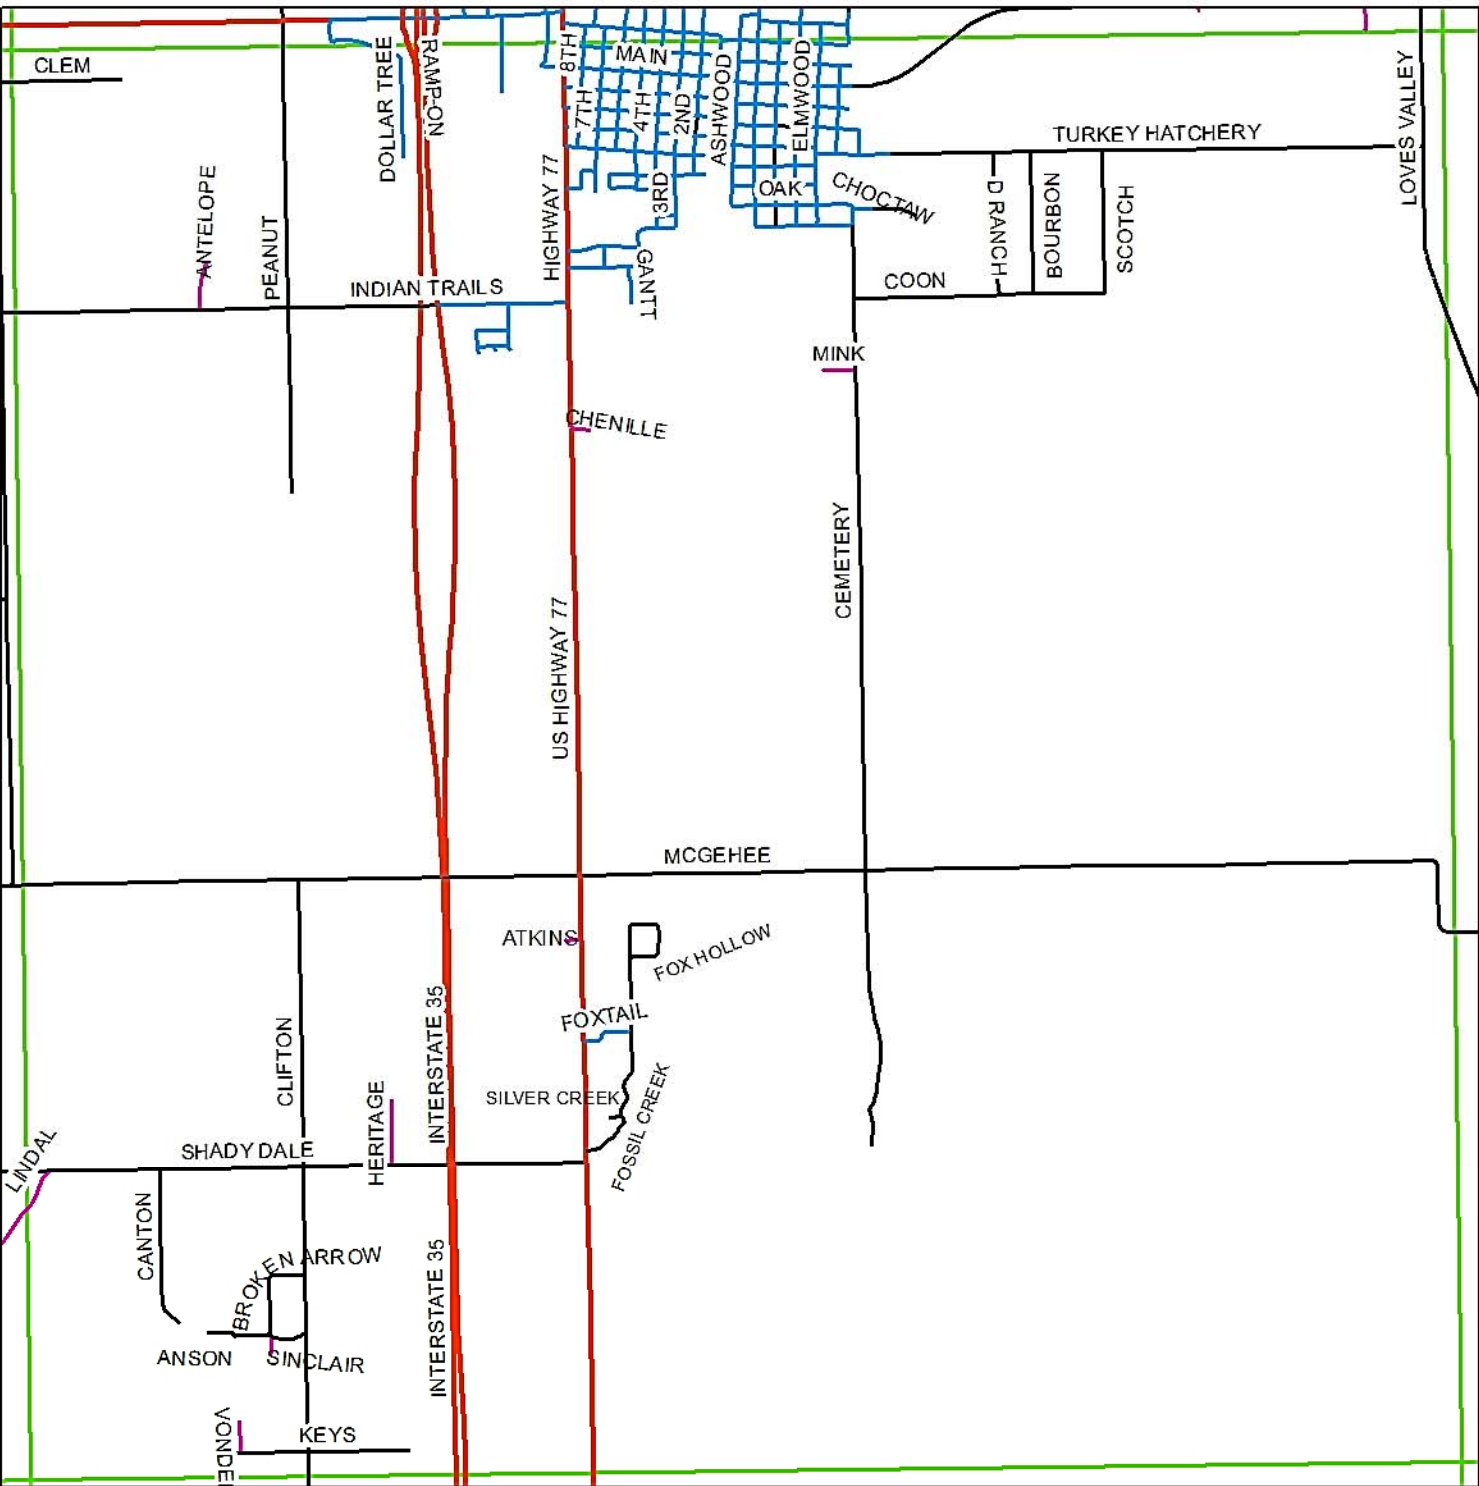 CLEM
DOLLAR TREE
RAMP-ON
8TH
MAIN
7TH
4TH
2ND
ASHWOOD
ELMWOOD
LOVES VALLEY
TURKEY HATCHERY
ANTELOPE
PEANUT
HIGHWAY 77
3RD
OAK
CHOCTAW
D RANCH
BOURBON
SCOTCH
INDIAN TRAILS
GANTT
COON
MINK
CHENILLE
CEMETERY
US HIGHWAY 77
MCGEHEE
ATKINS
FOX HOLLOW
FOXTAIL
CLIFTON
INTERSTATE 35
HERITAGE
SILVER CREEK
FOSSIL CREEK
LINDAL
SHADY DALE
CANTON
BROKEN ARROW
INTERSTATE 35
ANSON
SINCLAIR
KEYS